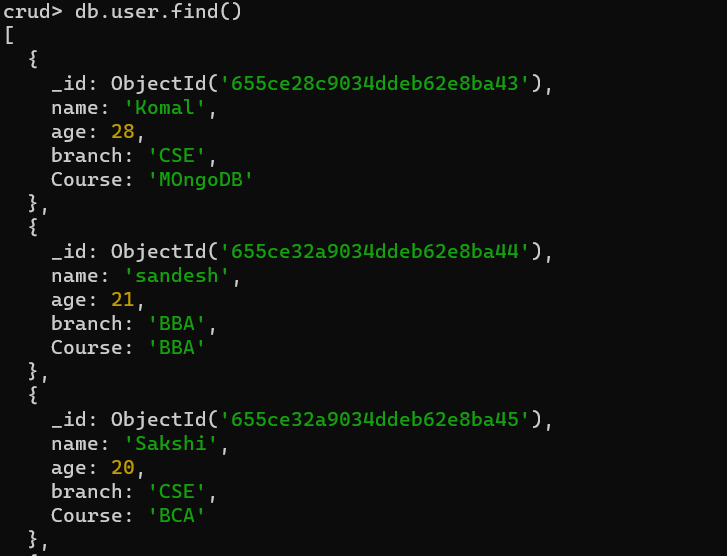 crud> db.user.find()
[
  {
    _id: ObjectId('655ce28c9034ddeb62e8ba43'),
    name: 'Komal',
    age: 28,
    branch: 'CSE',
    Course: 'MOngoDB'
  },
  {
    _id: ObjectId('655ce32a9034ddeb62e8ba44'),
    name: 'sandesh',
    age: 21,
    branch: 'BBA',
    Course: 'BBA'
  },
  {
    _id: ObjectId('655ce32a9034ddeb62e8ba45'),
    name: 'Sakshi',
    age: 20,
    branch: 'CSE',
    Course: 'BCA'
  },